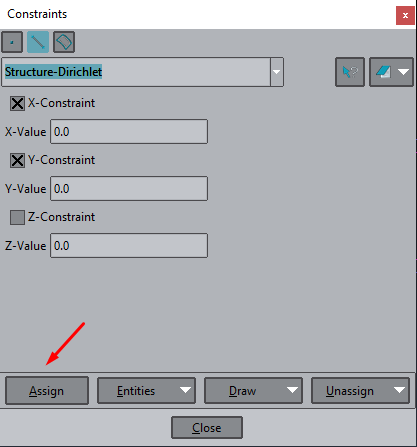 Constraints
Structure-Dirichlet
X-Constraint
X-Value 0.0
Y-Constraint
Y-Value 0.0
Z-Constraint
Z-Value 0.0
Assign Entities Draw Unassign
Close